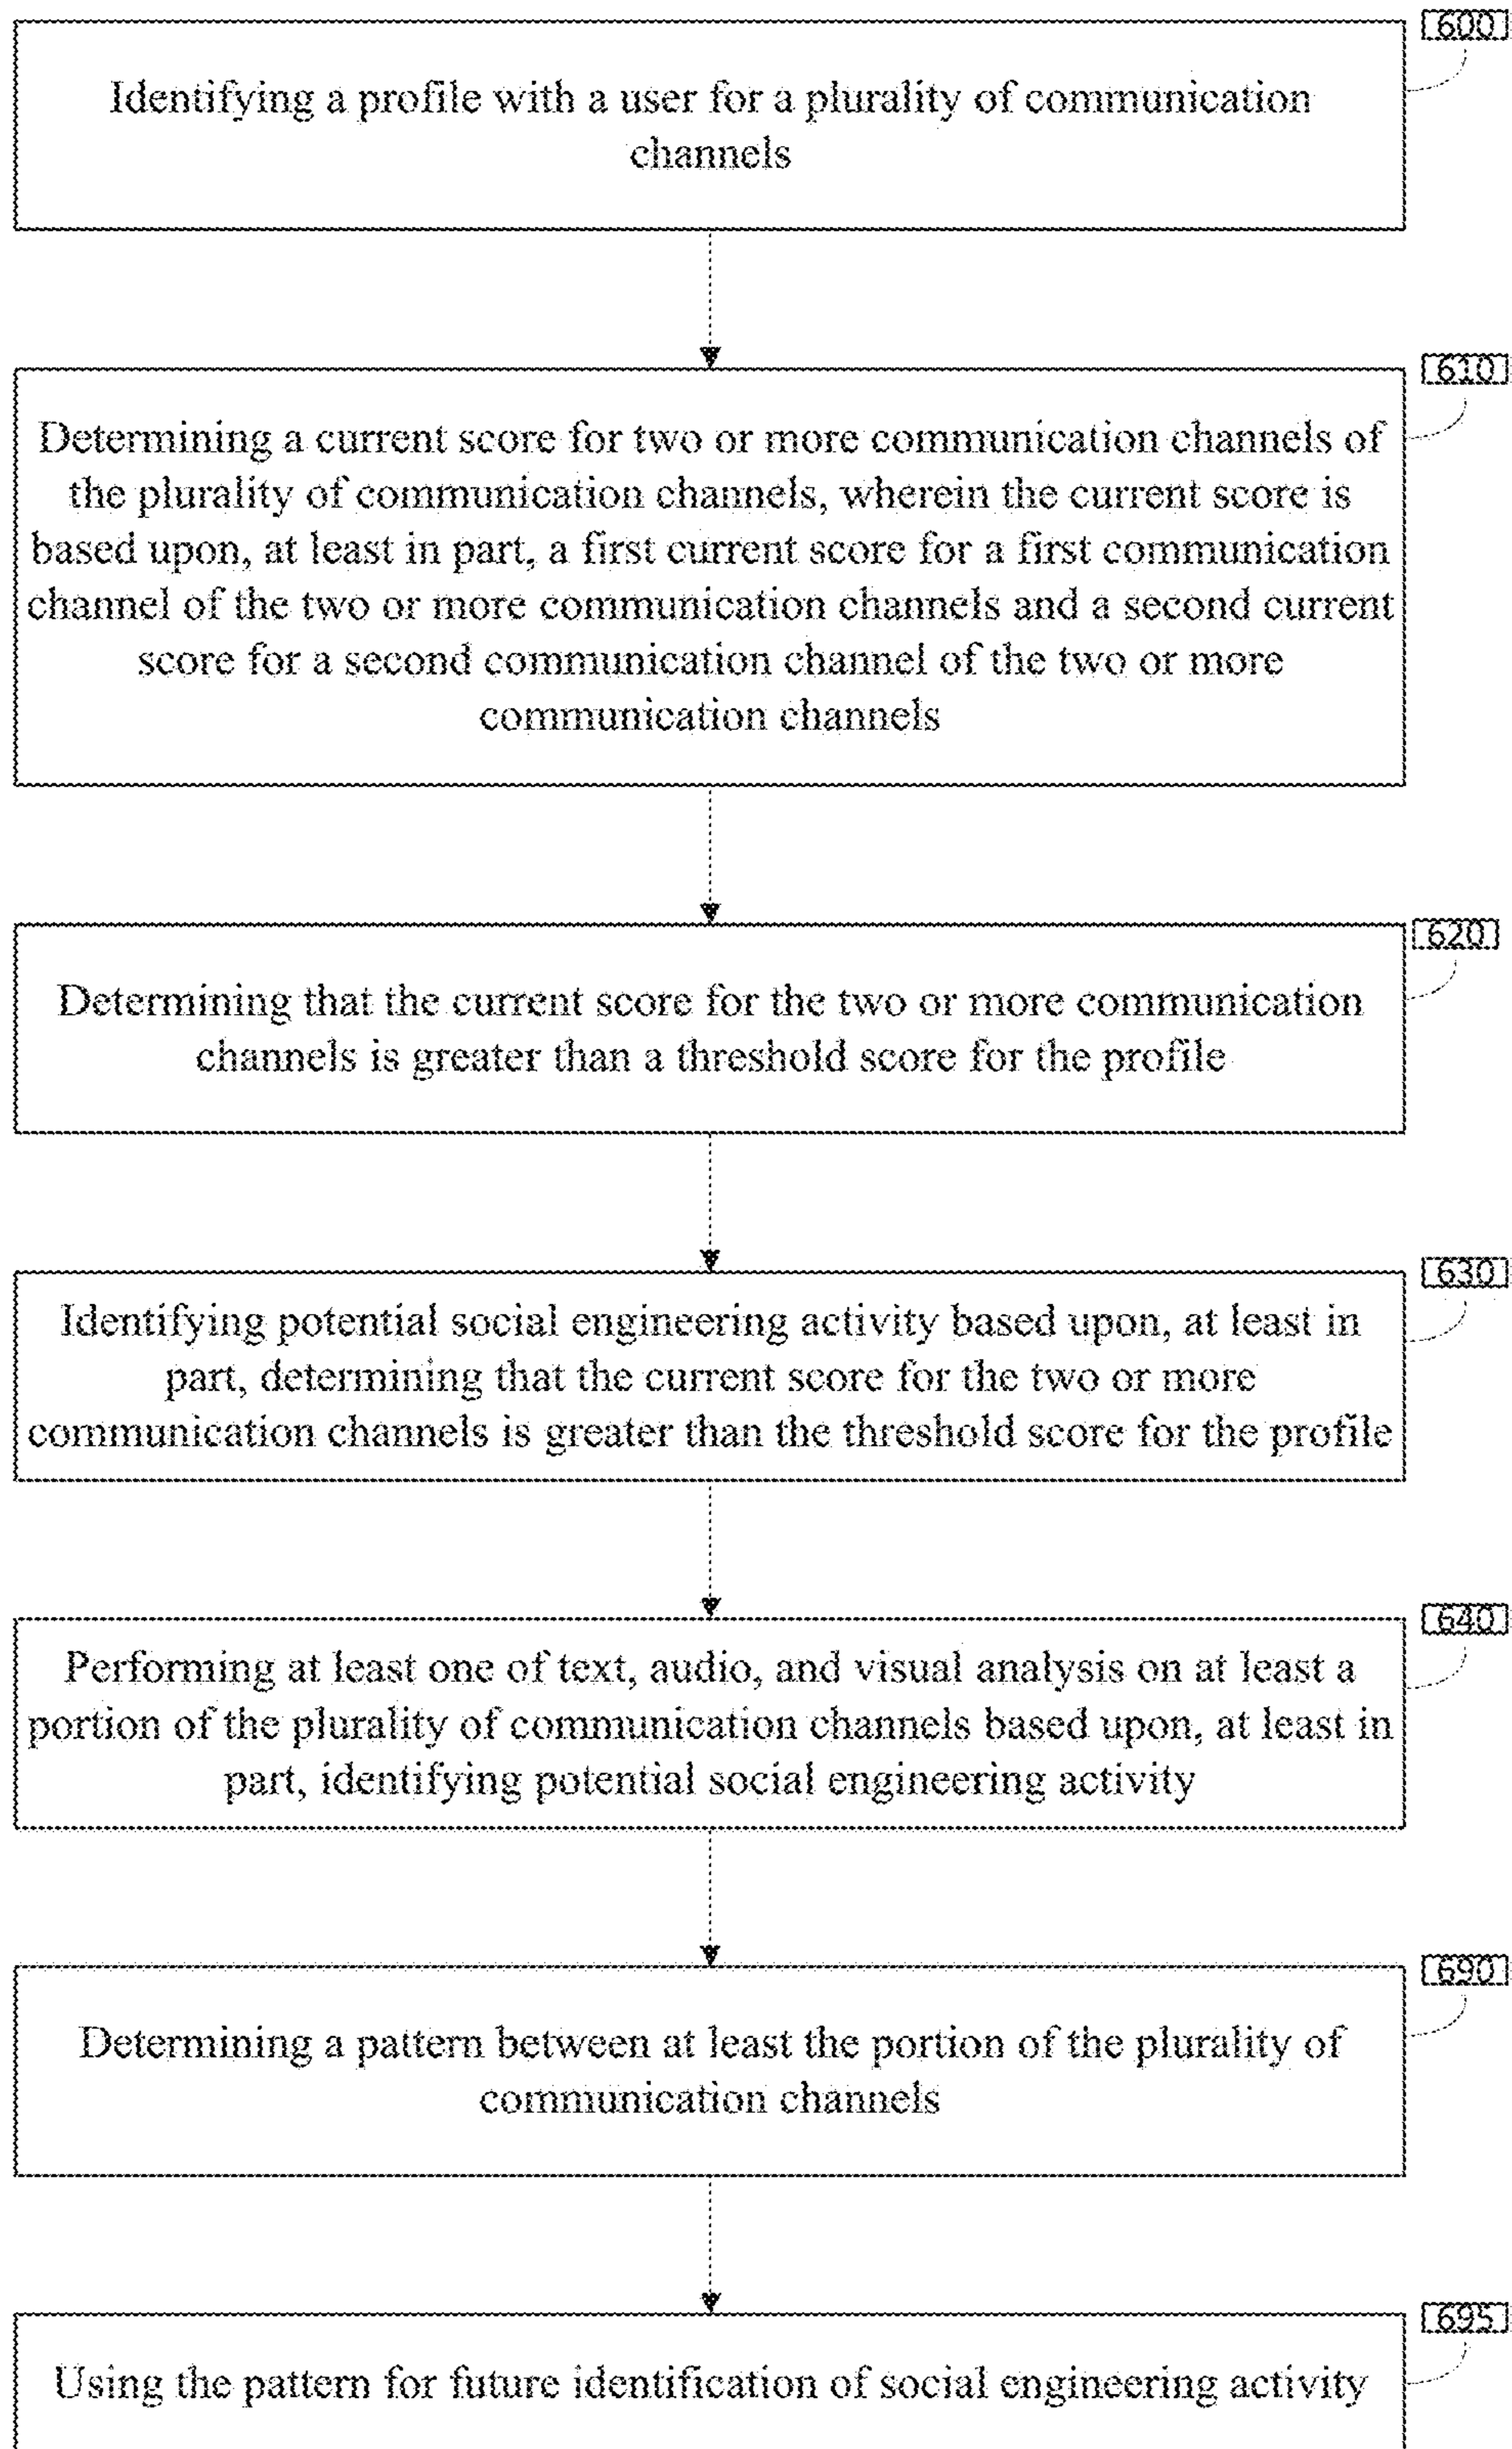 600
Identifying a profile with a user for a plurality of communication
channels
610
Determining a current score for two or more communication channels of
the plurality of communication channels, wherein the current score is
based upon, at least in part, a first current score for a first communication
channel of the two or more communication channels and a second current
score for a second communication channel of the two or more
communication channels
620
Determining that the current score for the two or more communication
channels is greater than a threshold score for the profile
630
Identifying potential social engineering activity based upon, at least in
part, determining that the current score for the two or more
communication channels is greater than the threshold score for the profile
640
Performing at least one of text, audio, and visual analysis on at least a
portion of the plurality of communication channels based upon, at least in
part, identifying potential social engineering activity
690
Determining a pattern between at least the portion of the plurality of
communication channels
695
Using the pattern for future identification of social engineering activity